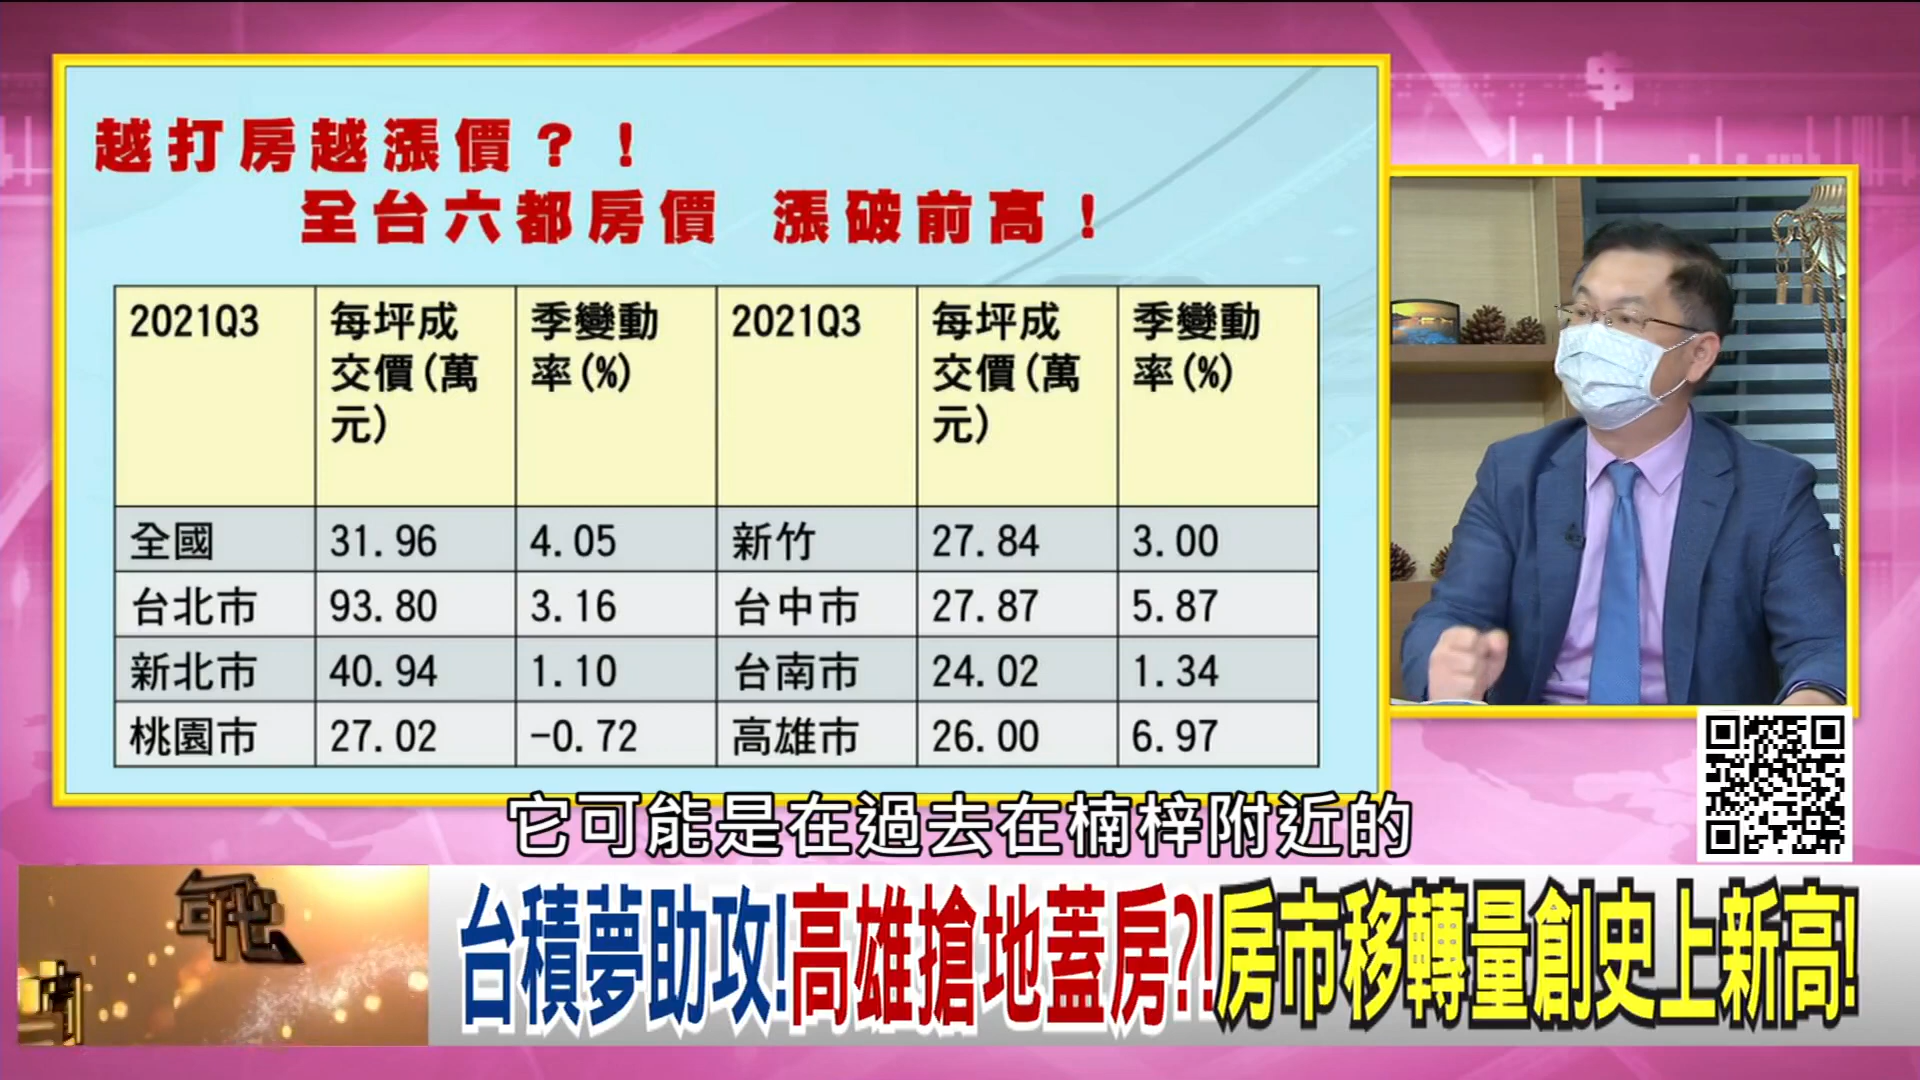 越打房越漲價？！
全台六都房價 漲破前高！
2021Q3 每坪成交價(萬元) 季變動率(%) 2021Q3 每坪成交價(萬元) 季變動率(%)
全國 31.96 4.05 新竹 27.84 3.00
台北市 93.80 3.16 台中市 27.87 5.87
新北市 40.94 1.10 台南市 24.02 1.34
桃園市 27.02 -0.72 高雄市 26.00 6.97
它可能是在過去在楠梓附近的
台積夢助攻!高雄搶地蓋房?!房市移轉量創史上新高!